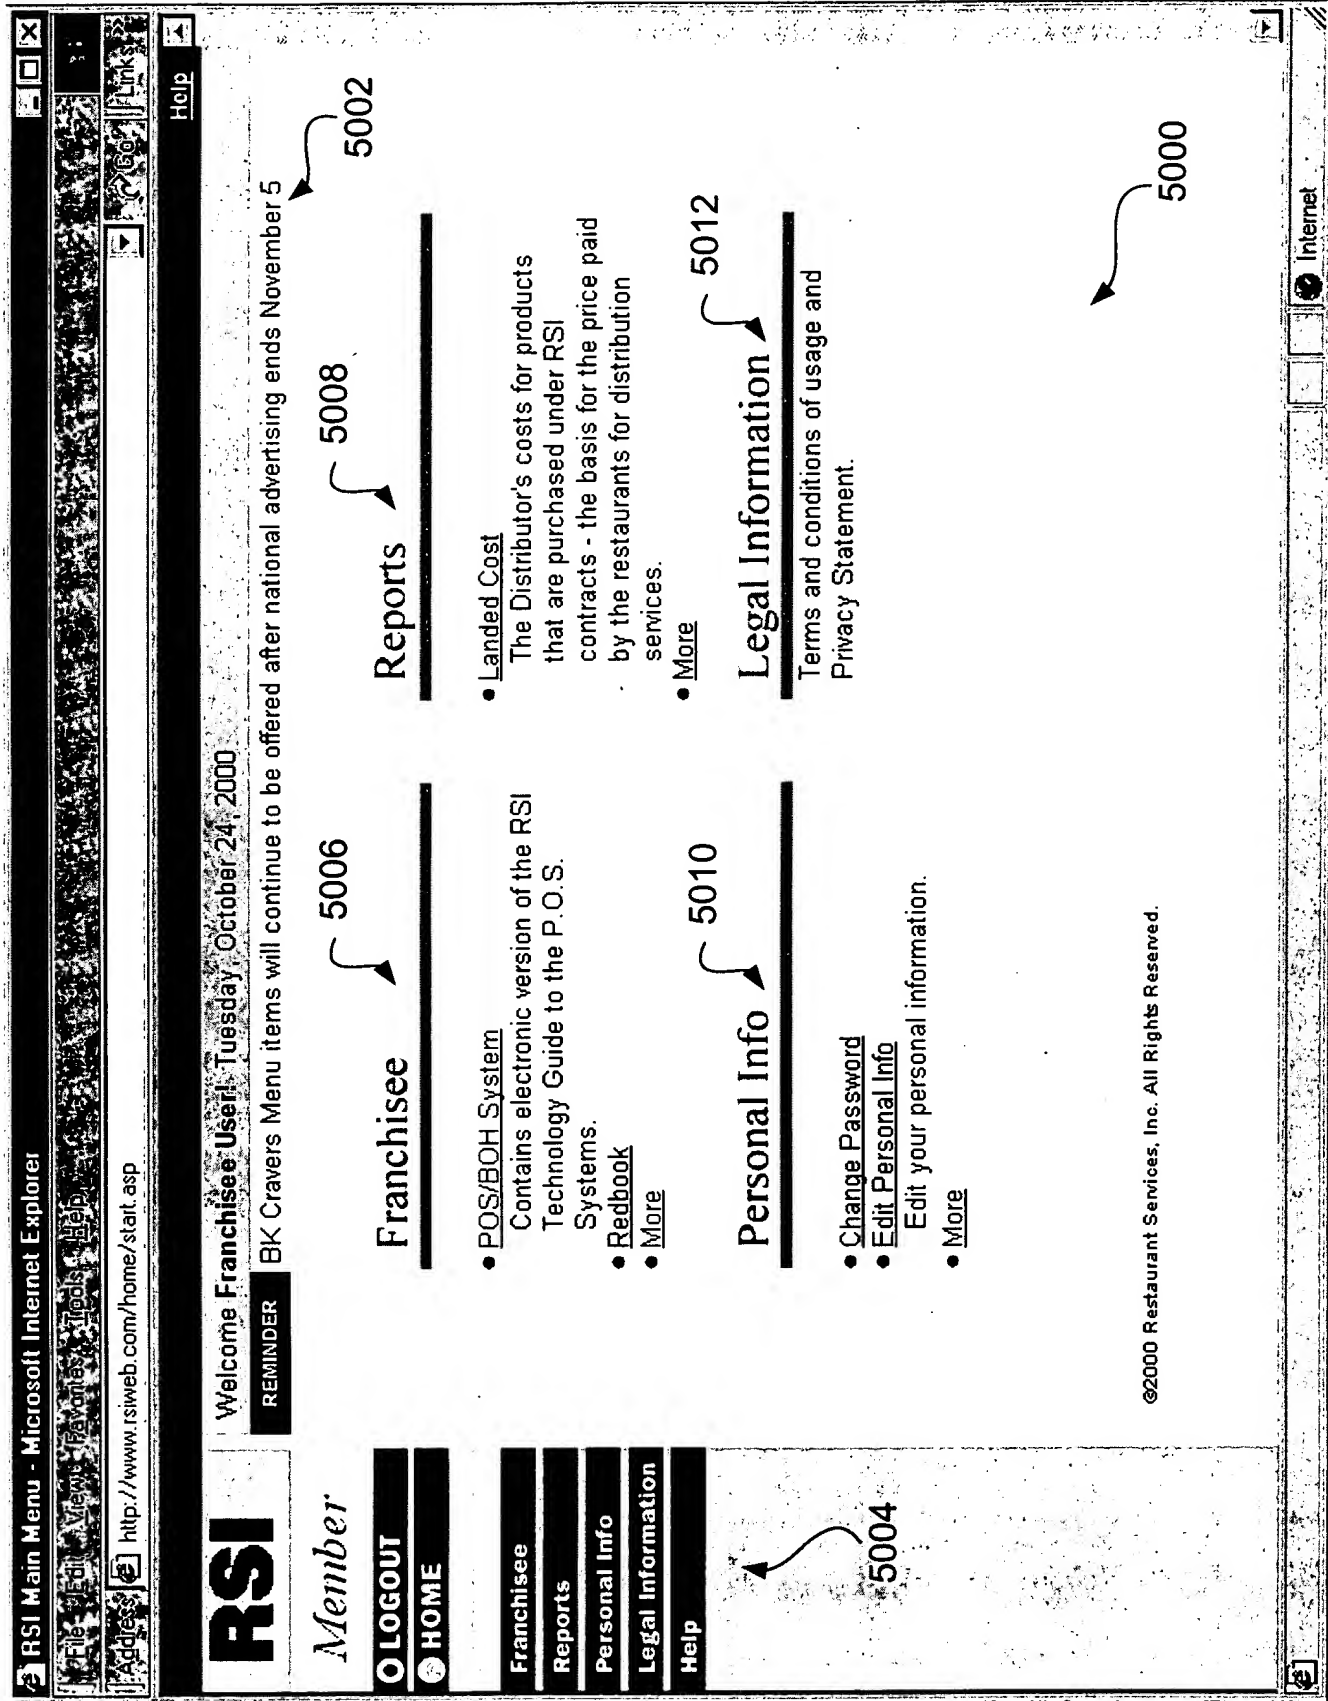 RSI Main Menu - Microsoft Internet Explorer
File Edit View Favorites Tools Help
Address http://www.rsiweb.com/home/start.asp Go Links
Help
RSI
Welcome Franchisee User! Tuesday, October 24, 2000
REMINDER BK Cravers Menu items will continue to be offered after national advertising ends November 5
5002
Member
LOGOUT
HOME
Franchisee
Reports
Personal Info
Legal Information
Help
5004
Franchisee
5006
• POS/BOH System
Contains electronic version of the RSI
Technology Guide to the P.O.S.
Systems.
• Redbook
• More
Reports
5008
• Landed Cost
The Distributor's costs for products
that are purchased under RSI
contracts - the basis for the price paid
by the restaurants for distribution
services.
• More
Personal Info
5010
• Change Password
• Edit Personal Info
Edit your personal information.
• More
Legal Information
5012
Terms and conditions of usage and
Privacy Statement.
5000
©2000 Restaurant Services, Inc. All Rights Reserved.
Internet